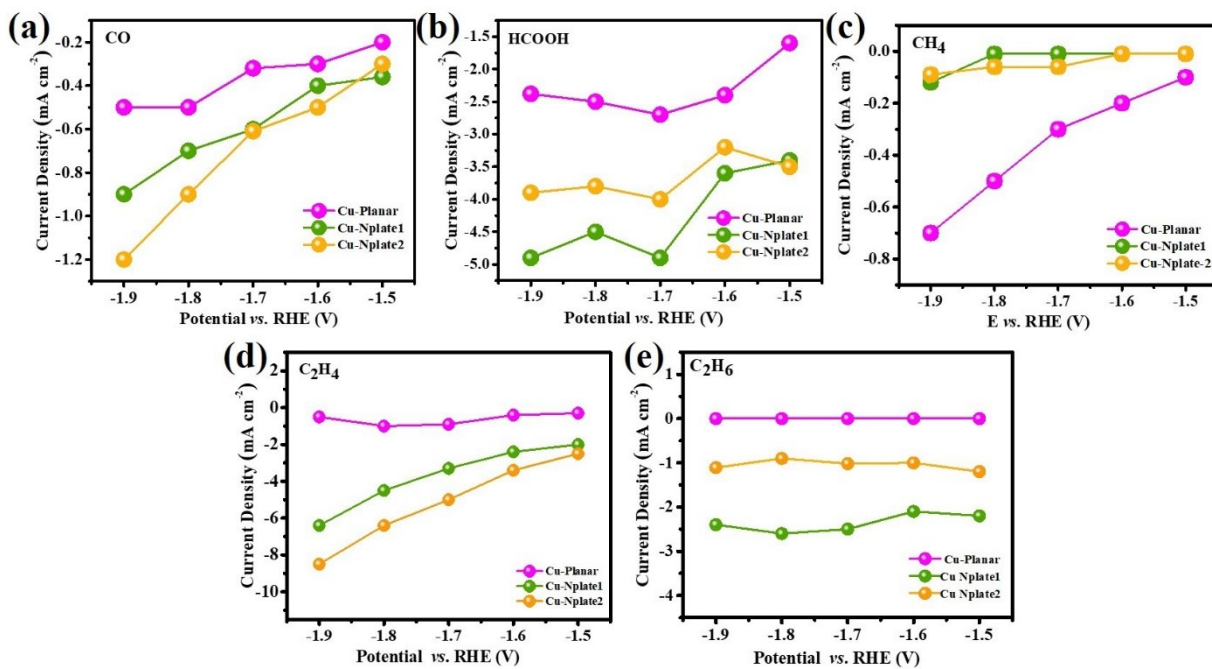 (a)
CO
Current Density (mA cm⁻²)
-0.2
-0.4
-0.6
-0.8
-1.0
-1.2
Cu-Planar
Cu-Nplate1
Cu-Nplate2
-1.9 -1.8 -1.7 -1.6 -1.5
Potential vs. RHE (V)
(b)
HCOOH
Current Density (mA cm⁻²)
-1.5
-2.0
-2.5
-3.0
-3.5
-4.0
-4.5
-5.0
Cu-Planar
Cu-Nplate1
Cu-Nplate2
-1.9 -1.8 -1.7 -1.6 -1.5
Potential vs. RHE (V)
(c)
CH₄
Current Density (mA cm⁻²)
0.0
-0.2
-0.4
-0.6
-0.8
Cu-Planar
Cu-Nplate1
Cu-Nplate-2
-1.9 -1.8 -1.7 -1.6 -1.5
E vs. RHE (V)
(d)
C₂H₄
Current Density (mA cm⁻²)
2
0
-2
-4
-6
-8
-10
Cu-Planar
Cu-Nplate1
Cu-Nplate2
-1.9 -1.8 -1.7 -1.6 -1.5
Potential vs. RHE (V)
(e)
C₂H₆
Current Density (mA cm⁻²)
1
0
-1
-2
-3
-4
Cu-Planar
Cu Nplate1
Cu Nplate2
-1.9 -1.8 -1.7 -1.6 -1.5
Potential vs. RHE (V)